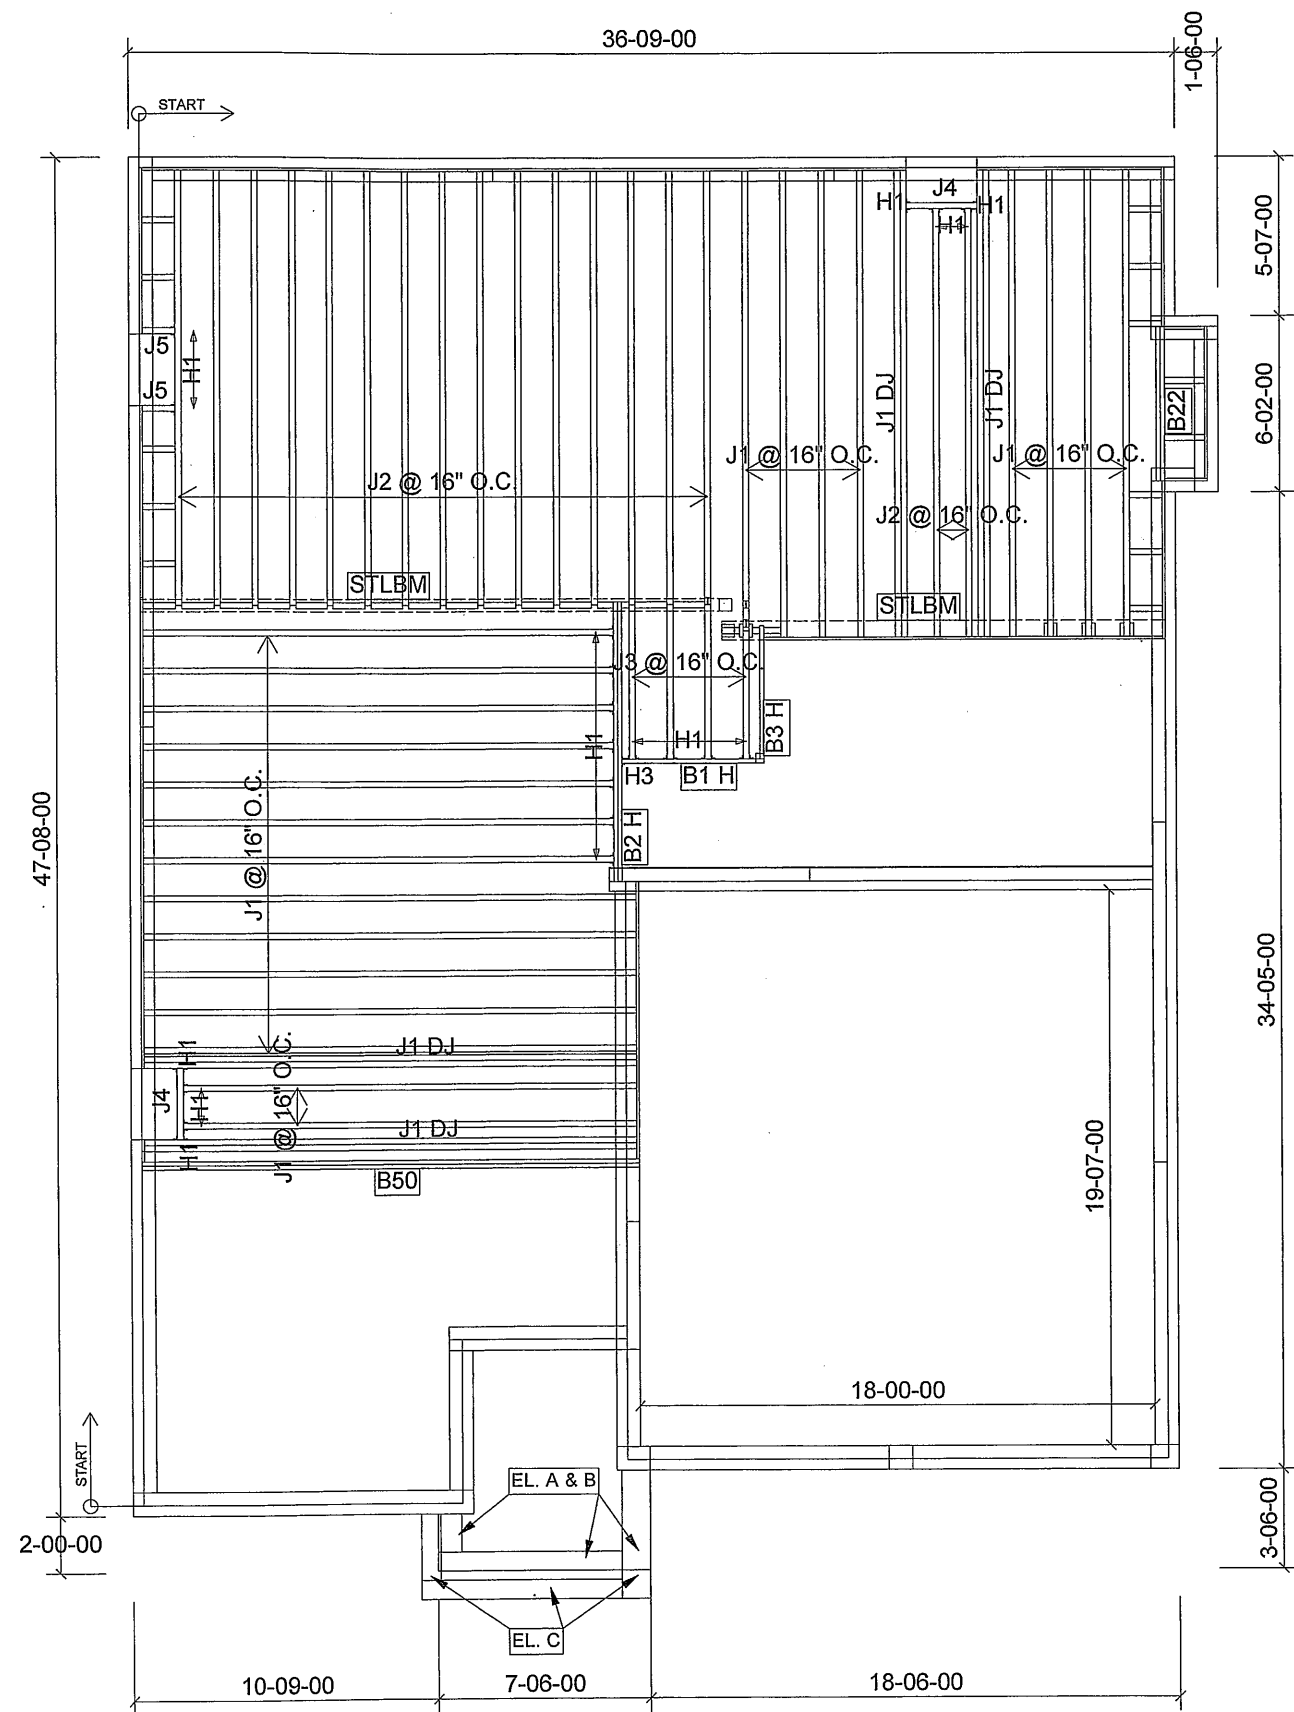 36-09-00
1-06-00
START
J4
H1
H1
H1
5-07-00
J5
H1
J5
J1 DJ
J1 DJ
B22
6-02-00
J1 @ 16" O.C.
J1 @ 16" O.C.
J2 @ 16" O.C.
J2 @ 16" O.C.
STLBM
STLBM
J3 @ 16" O.C.
H1
H1
B3 H
H3
B1 H
B2 H
J1 @ 16" O.C.
47-08-00
34-05-00
H1
J1 DJ
J4
H1
J1 @ 16" O.C.
J1 DJ
H1
B50
19-07-00
18-00-00
START
EL. A & B
2-00-00
3-06-00
EL. C
10-09-00
7-06-00
18-06-00